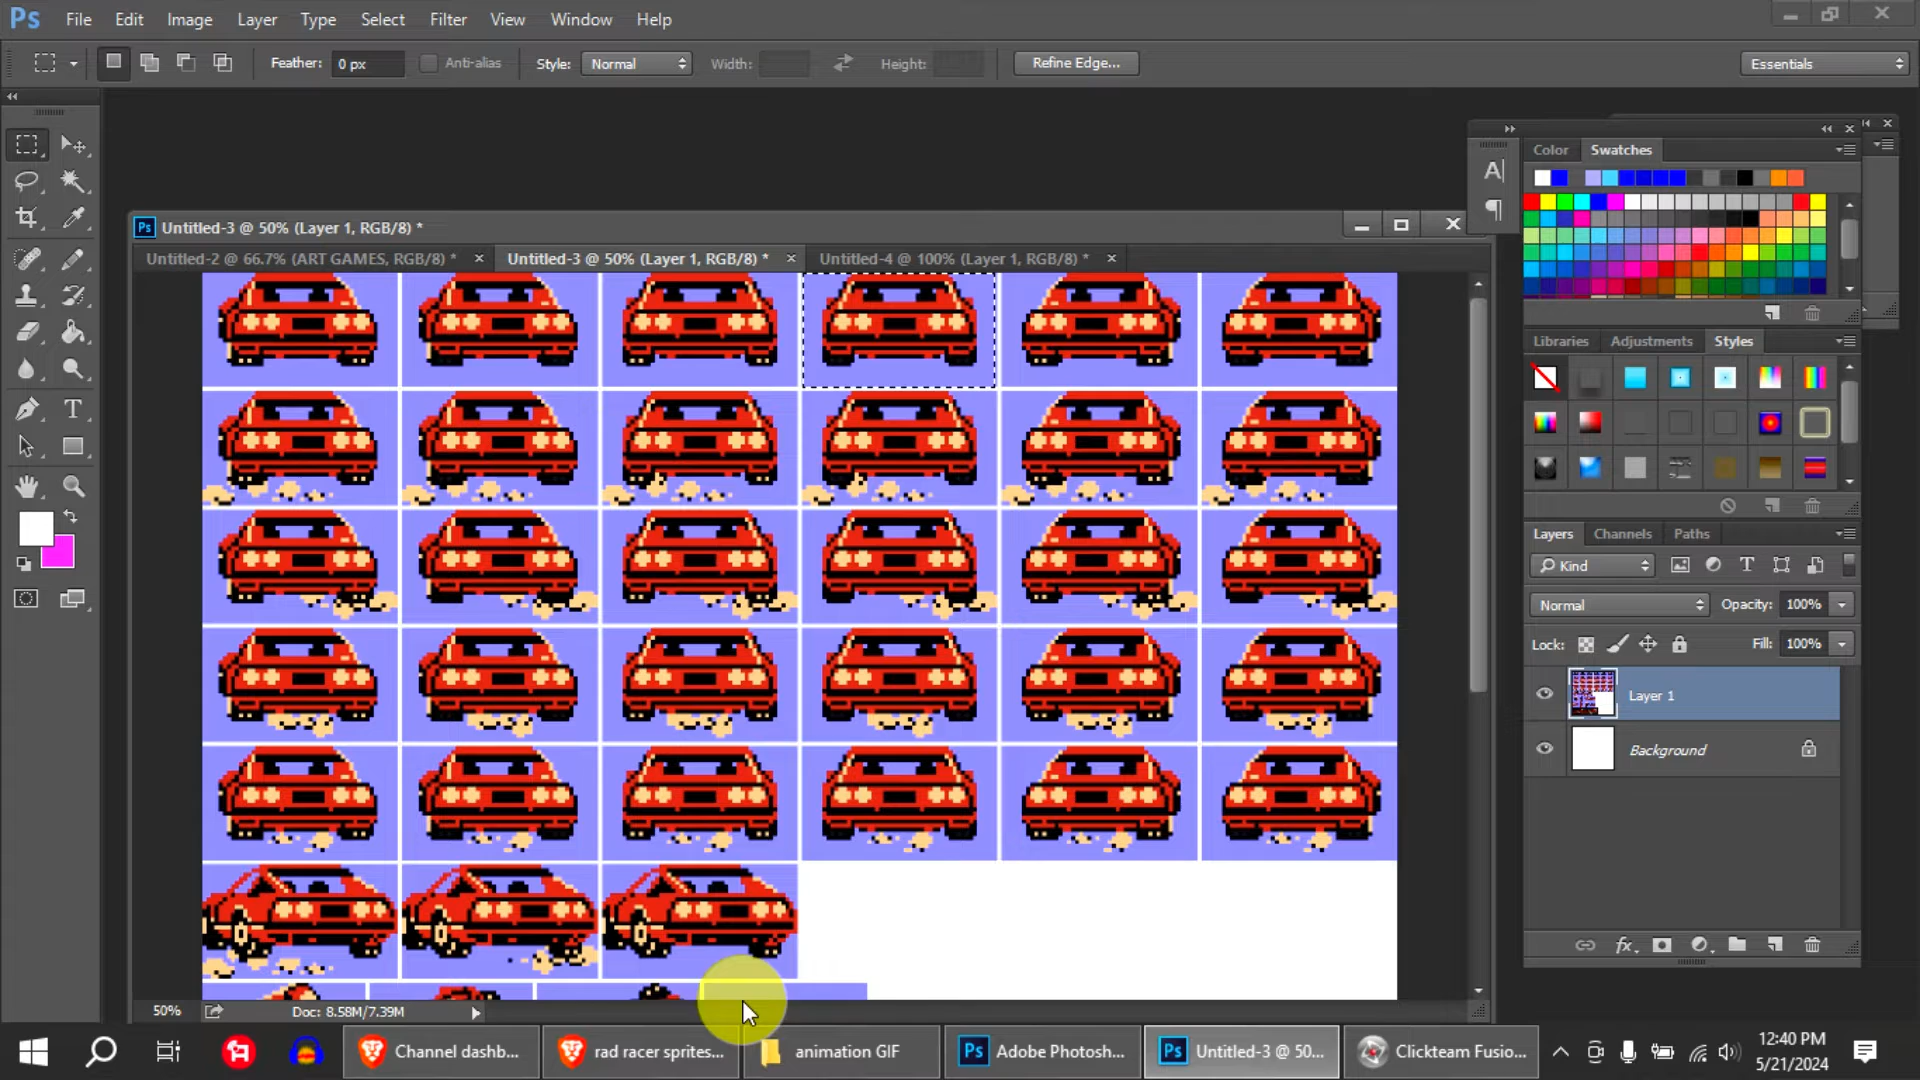 Ps File Edit Image Layer Type Select Filter View Window Help
Feather: 0 px Anti-alias Style: Normal Width: Height: Refine Edge... Essentials
Color Swatches
Ps Untitled-3 @ 50% (Layer 1, RGB/8) *
Untitled-2 @ 66.7% (ART GAMES, RGB/8) * Untitled-3 @ 50% (Layer 1, RGB/8) * Untitled-4 @ 100% (Layer 1, RGB/8) *
Libraries Adjustments Styles
Layers Channels Paths
Kind
Normal Opacity: 100%
Lock: Fill: 100%
Layer 1
Background
50% Doc: 8.58M/7.39M
Channel dashb... rad racer sprites... animation GIF Ps Adobe Photosh... Ps Untitled-3 @ 50... Clickteam Fusio...
12:40 PM
5/21/2024